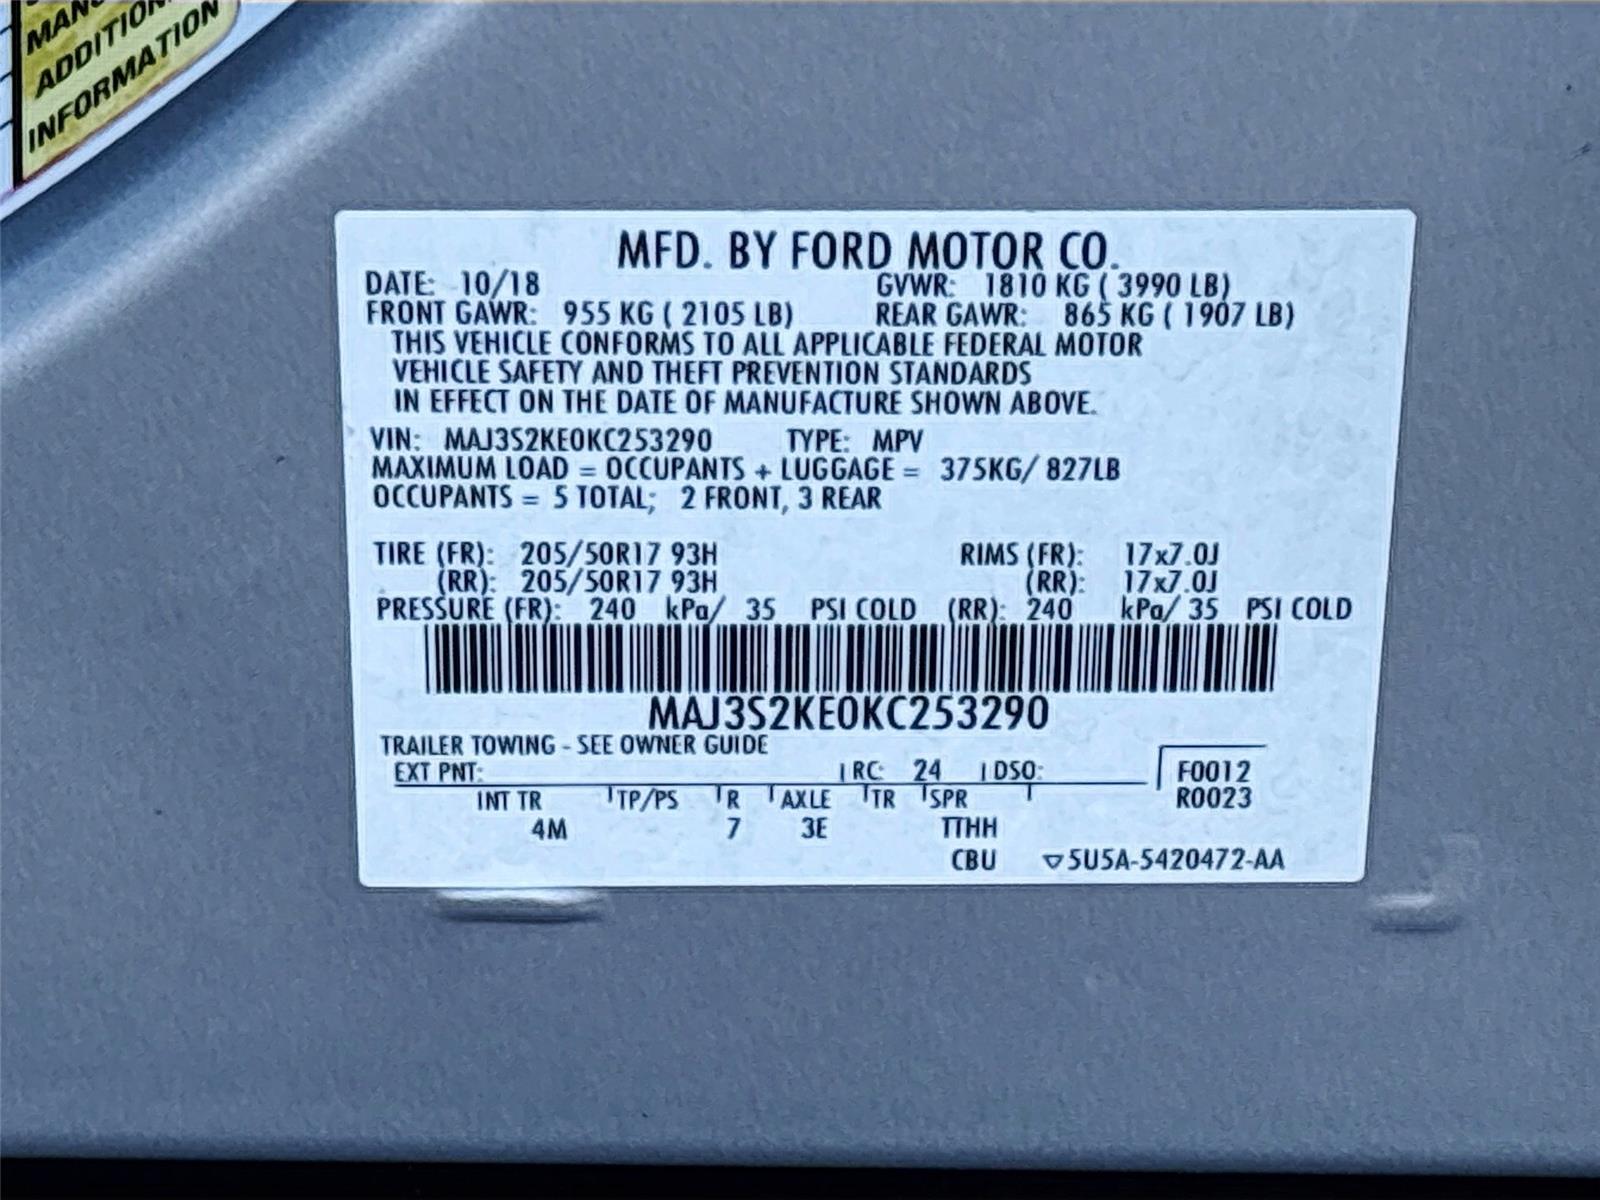 ADDITION
INFORMATION
MFD. BY FORD MOTOR CO.
DATE: 10/18 GVWR: 1810 KG ( 3990 LB)
FRONT GAWR: 955 KG ( 2105 LB) REAR GAWR: 865 KG ( 1907 LB)
THIS VEHICLE CONFORMS TO ALL APPLICABLE FEDERAL MOTOR
VEHICLE SAFETY AND THEFT PREVENTION STANDARDS
IN EFFECT ON THE DATE OF MANUFACTURE SHOWN ABOVE.
VIN: MAJ3S2KE0KC253290 TYPE: MPV
MAXIMUM LOAD = OCCUPANTS + LUGGAGE = 375KG/ 827LB
OCCUPANTS = 5 TOTAL; 2 FRONT, 3 REAR
TIRE (FR): 205/50R17 93H RIMS (FR): 17x7.0J
(RR): 205/50R17 93H (RR): 17x7.0J
PRESSURE (FR): 240 kPa/ 35 PSI COLD (RR): 240 kPa/ 35 PSI COLD
MAJ3S2KE0KC253290
TRAILER TOWING - SEE OWNER GUIDE
EXT PNT: RC: 24 DSO: F0012
INT TR TP/PS R AXLE TR SPR R0023
4M 7 3E TTHH
CBU ▽5U5A-5420472-AA